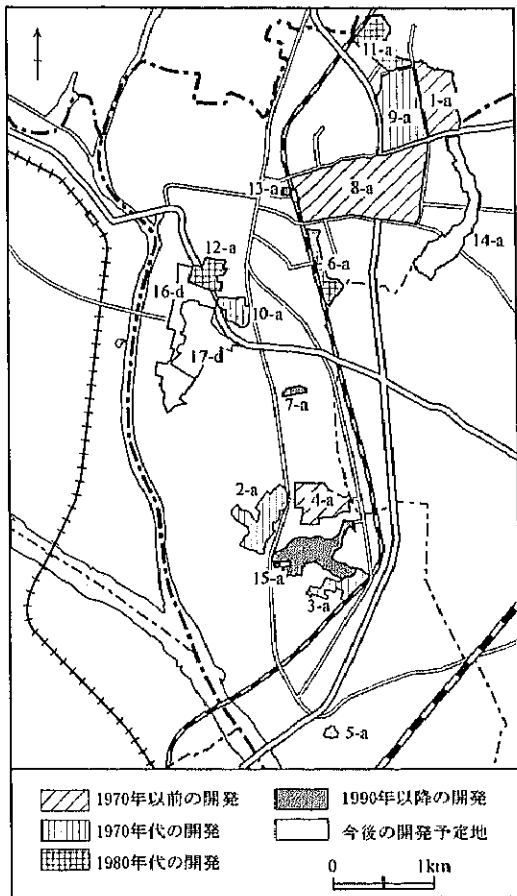 11-a
9-a
1-a
13-a
8-a
12-a
6-a
14-a
16-d
10-a
17-d
7-a
2-a
4-a
15-a
3-a
5-a
1970年以前の開発
1990年以降の開発
1970年代の開発
今後の開発予定地
1980年代の開発
0 1km